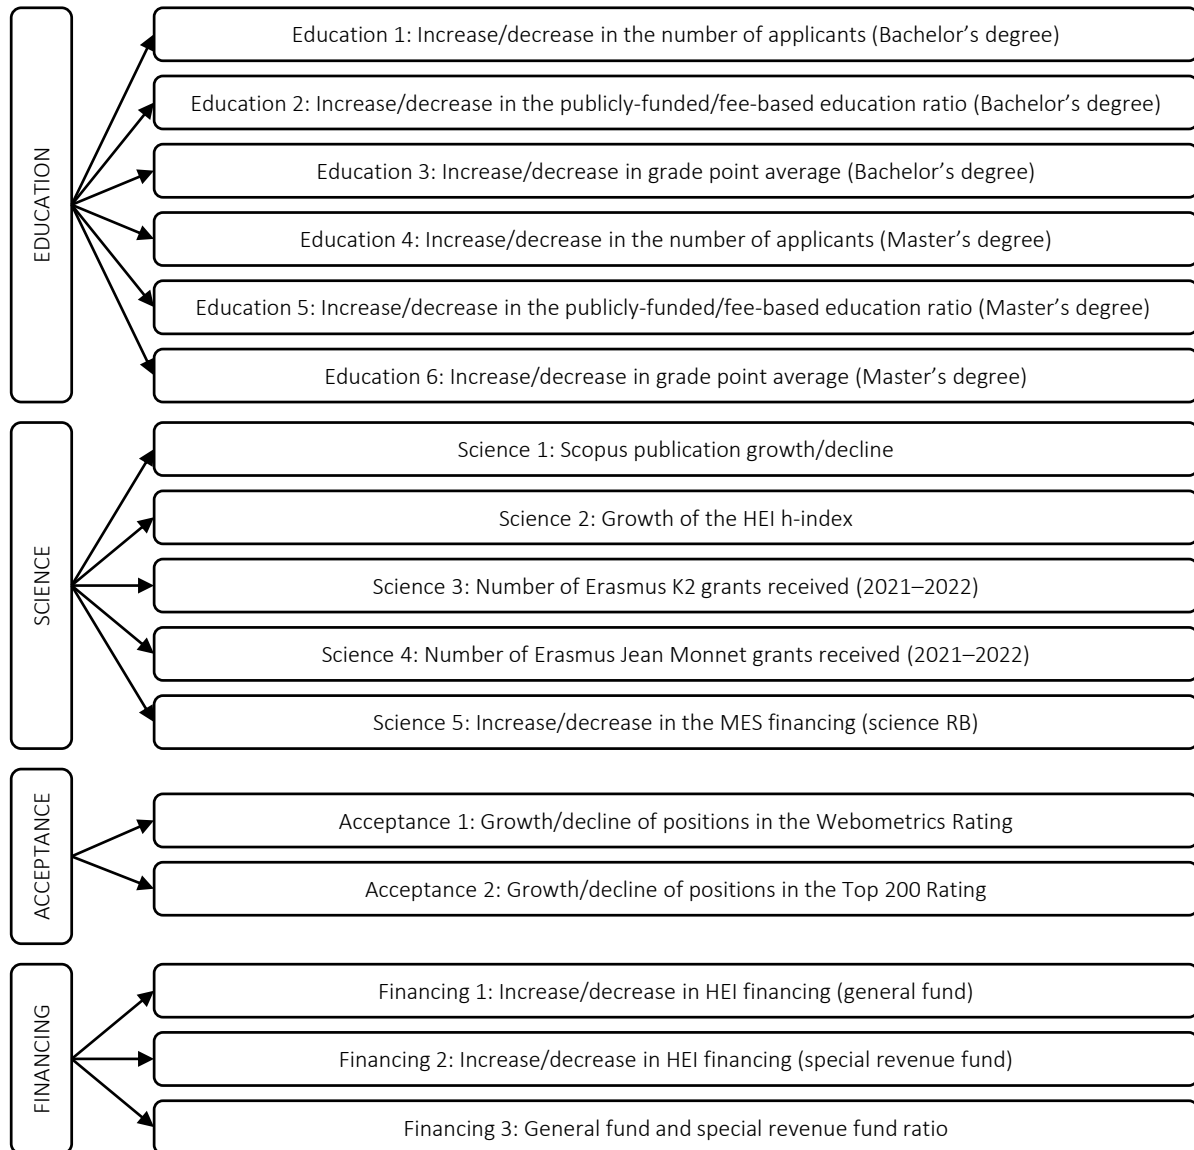 EDUCATION
Education 1: Increase/decrease in the number of applicants (Bachelor’s degree)
Education 2: Increase/decrease in the publicly-funded/fee-based education ratio (Bachelor’s degree)
Education 3: Increase/decrease in grade point average (Bachelor’s degree)
Education 4: Increase/decrease in the number of applicants (Master’s degree)
Education 5: Increase/decrease in the publicly-funded/fee-based education ratio (Master’s degree)
Education 6: Increase/decrease in grade point average (Master’s degree)
SCIENCE
Science 1: Scopus publication growth/decline
Science 2: Growth of the HEI h-index
Science 3: Number of Erasmus K2 grants received (2021–2022)
Science 4: Number of Erasmus Jean Monnet grants received (2021–2022)
Science 5: Increase/decrease in the MES financing (science RB)
ACCEPTANCE
Acceptance 1: Growth/decline of positions in the Webometrics Rating
Acceptance 2: Growth/decline of positions in the Top 200 Rating
FINANCING
Financing 1: Increase/decrease in HEI financing (general fund)
Financing 2: Increase/decrease in HEI financing (special revenue fund)
Financing 3: General fund and special revenue fund ratio